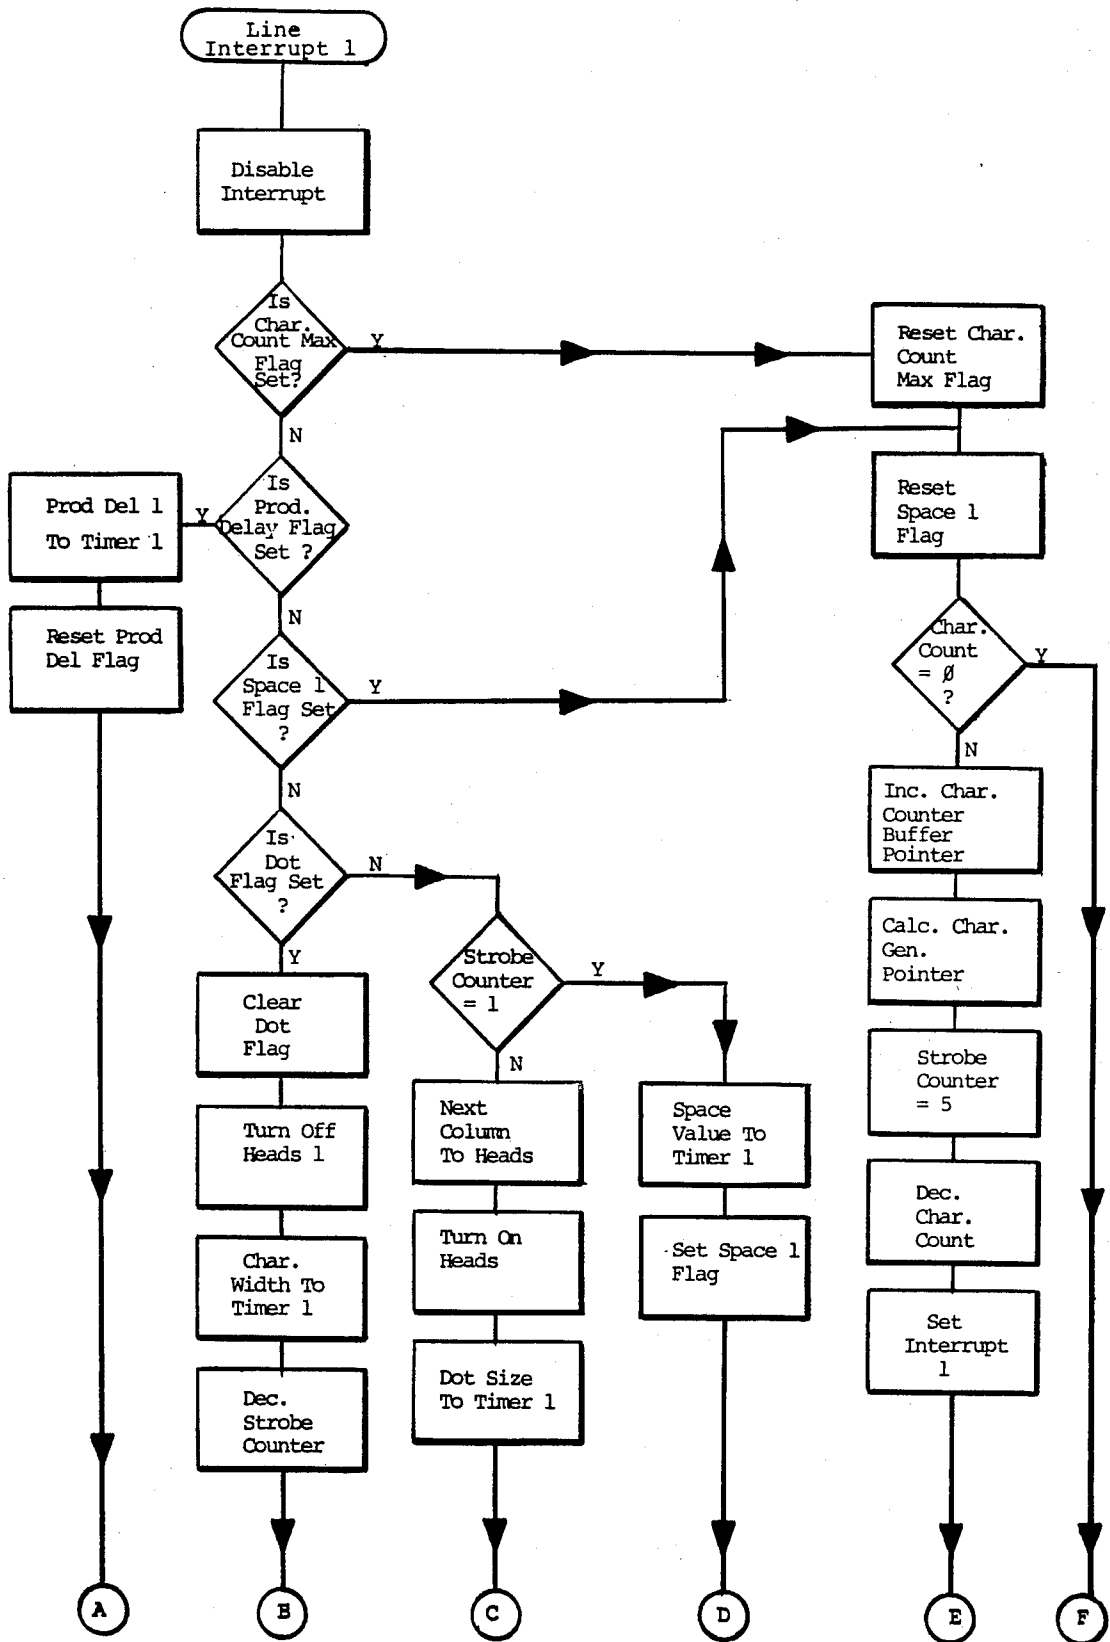 Line
Interrupt 1
Disable
Interrupt
Is
Char.
Count Max
Flag
Set?
Y
N
Reset Char.
Count
Max Flag
Is
Prod.
Delay Flag
Set ?
Y
N
Prod Del 1
To Timer 1
Reset Prod
Del Flag
Reset
Space 1
Flag
Is
Space 1
Flag Set
?
Y
N
Char.
Count
= Ø
?
Y
N
Is
Dot
Flag Set
?
N
Y
Strobe
Counter
= 1
Y
N
Inc. Char.
Counter
Buffer
Pointer
Calc. Char.
Gen.
Pointer
Clear
Dot
Flag
Turn Off
Heads 1
Char.
Width To
Timer 1
Dec.
Strobe
Counter
Next
Column
To Heads
Turn On
Heads
Dot Size
To Timer 1
Space
Value To
Timer 1
Set Space 1
Flag
Strobe
Counter
= 5
Dec.
Char.
Count
Set
Interrupt
1
A
B
C
D
E
F